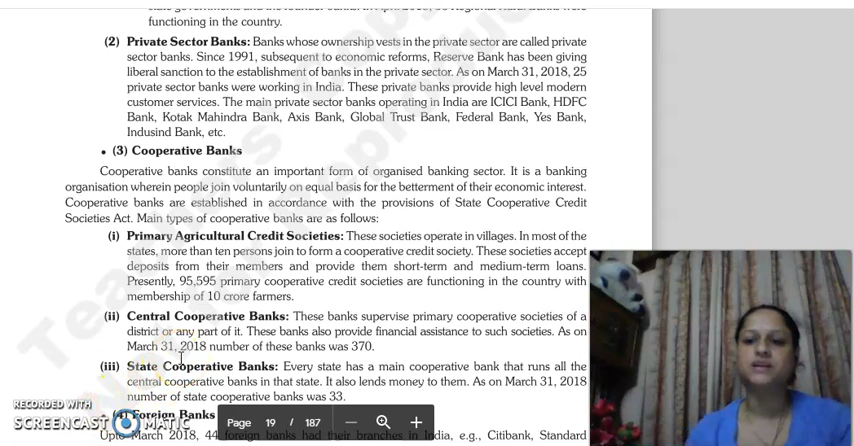 functioning in the country.
(2) Private Sector Banks: Banks whose ownership vests in the private sector are called private
sector banks. Since 1991, subsequent to economic reforms, Reserve Bank has been giving
liberal sanction to the establishment of banks in the private sector. As on March 31, 2018, 25
private sector banks were working in India. These private banks provide high level modern
customer services. The main private sector banks operating in India are ICICI Bank, HDFC
Bank, Kotak Mahindra Bank, Axis Bank, Global Trust Bank, Federal Bank, Yes Bank,
Indusind Bank, etc.
• (3) Cooperative Banks
Cooperative banks constitute an important form of organised banking sector. It is a banking
organisation wherein people join voluntarily on equal basis for the betterment of their economic interest.
Cooperative banks are established in accordance with the provisions of State Cooperative Credit
Societies Act. Main types of cooperative banks are as follows:
(i) Primary Agricultural Credit Societies: These societies operate in villages. In most of the
states, more than ten persons join to form a cooperative credit society. These societies accept
deposits from their members and provide them short-term and medium-term loans.
Presently, 95,595 primary cooperative credit societies are functioning in the country with
membership of 10 crore farmers.
(ii) Central Cooperative Banks: These banks supervise primary cooperative societies of a
district or any part of it. These banks also provide financial assistance to such societies. As on
March 31, 2018 number of these banks was 370.
(iii) State Cooperative Banks: Every state has a main cooperative bank that runs all the
central cooperative banks in that state. It also lends money to them. As on March 31, 2018
number of state cooperative banks was 33.
• (4) Foreign Banks
Upto March 2018, 44 foreign banks had their branches in India, e.g., Citibank, Standard
RECORDED WITH
SCREENCAST MATIC
Page 19 / 187